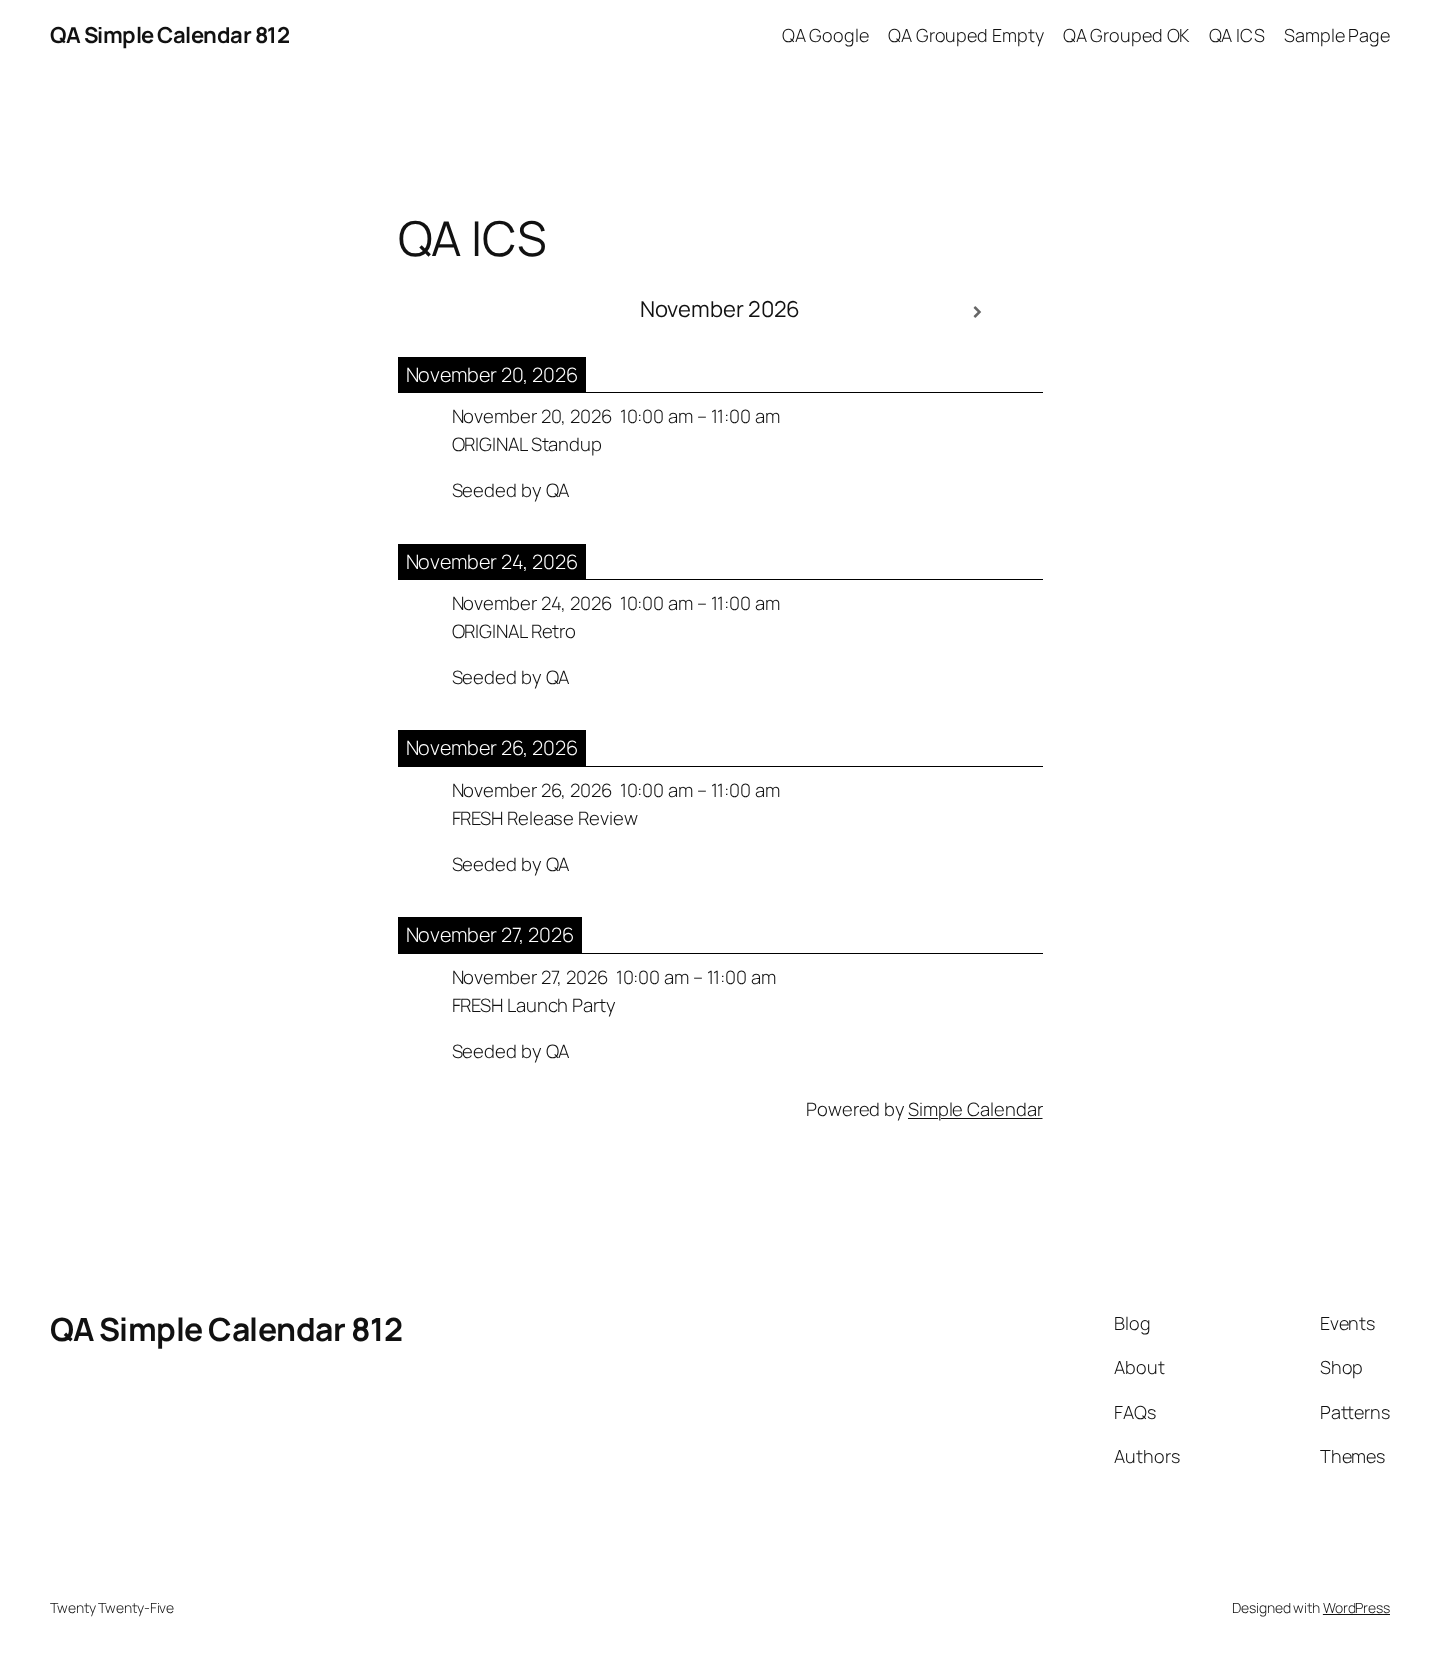 QA Simple Calendar 812
QA Google QA Grouped Empty QA Grouped OK QA ICS Sample Page
QA ICS
November 2026
November 20, 2026
November 20, 2026 10:00 am – 11:00 am
ORIGINAL Standup
Seeded by QA
November 24, 2026
November 24, 2026 10:00 am – 11:00 am
ORIGINAL Retro
Seeded by QA
November 26, 2026
November 26, 2026 10:00 am – 11:00 am
FRESH Release Review
Seeded by QA
November 27, 2026
November 27, 2026 10:00 am – 11:00 am
FRESH Launch Party
Seeded by QA
Powered by Simple Calendar
QA Simple Calendar 812
Blog
About
FAQs
Authors
Events
Shop
Patterns
Themes
Twenty Twenty-Five
Designed with WordPress